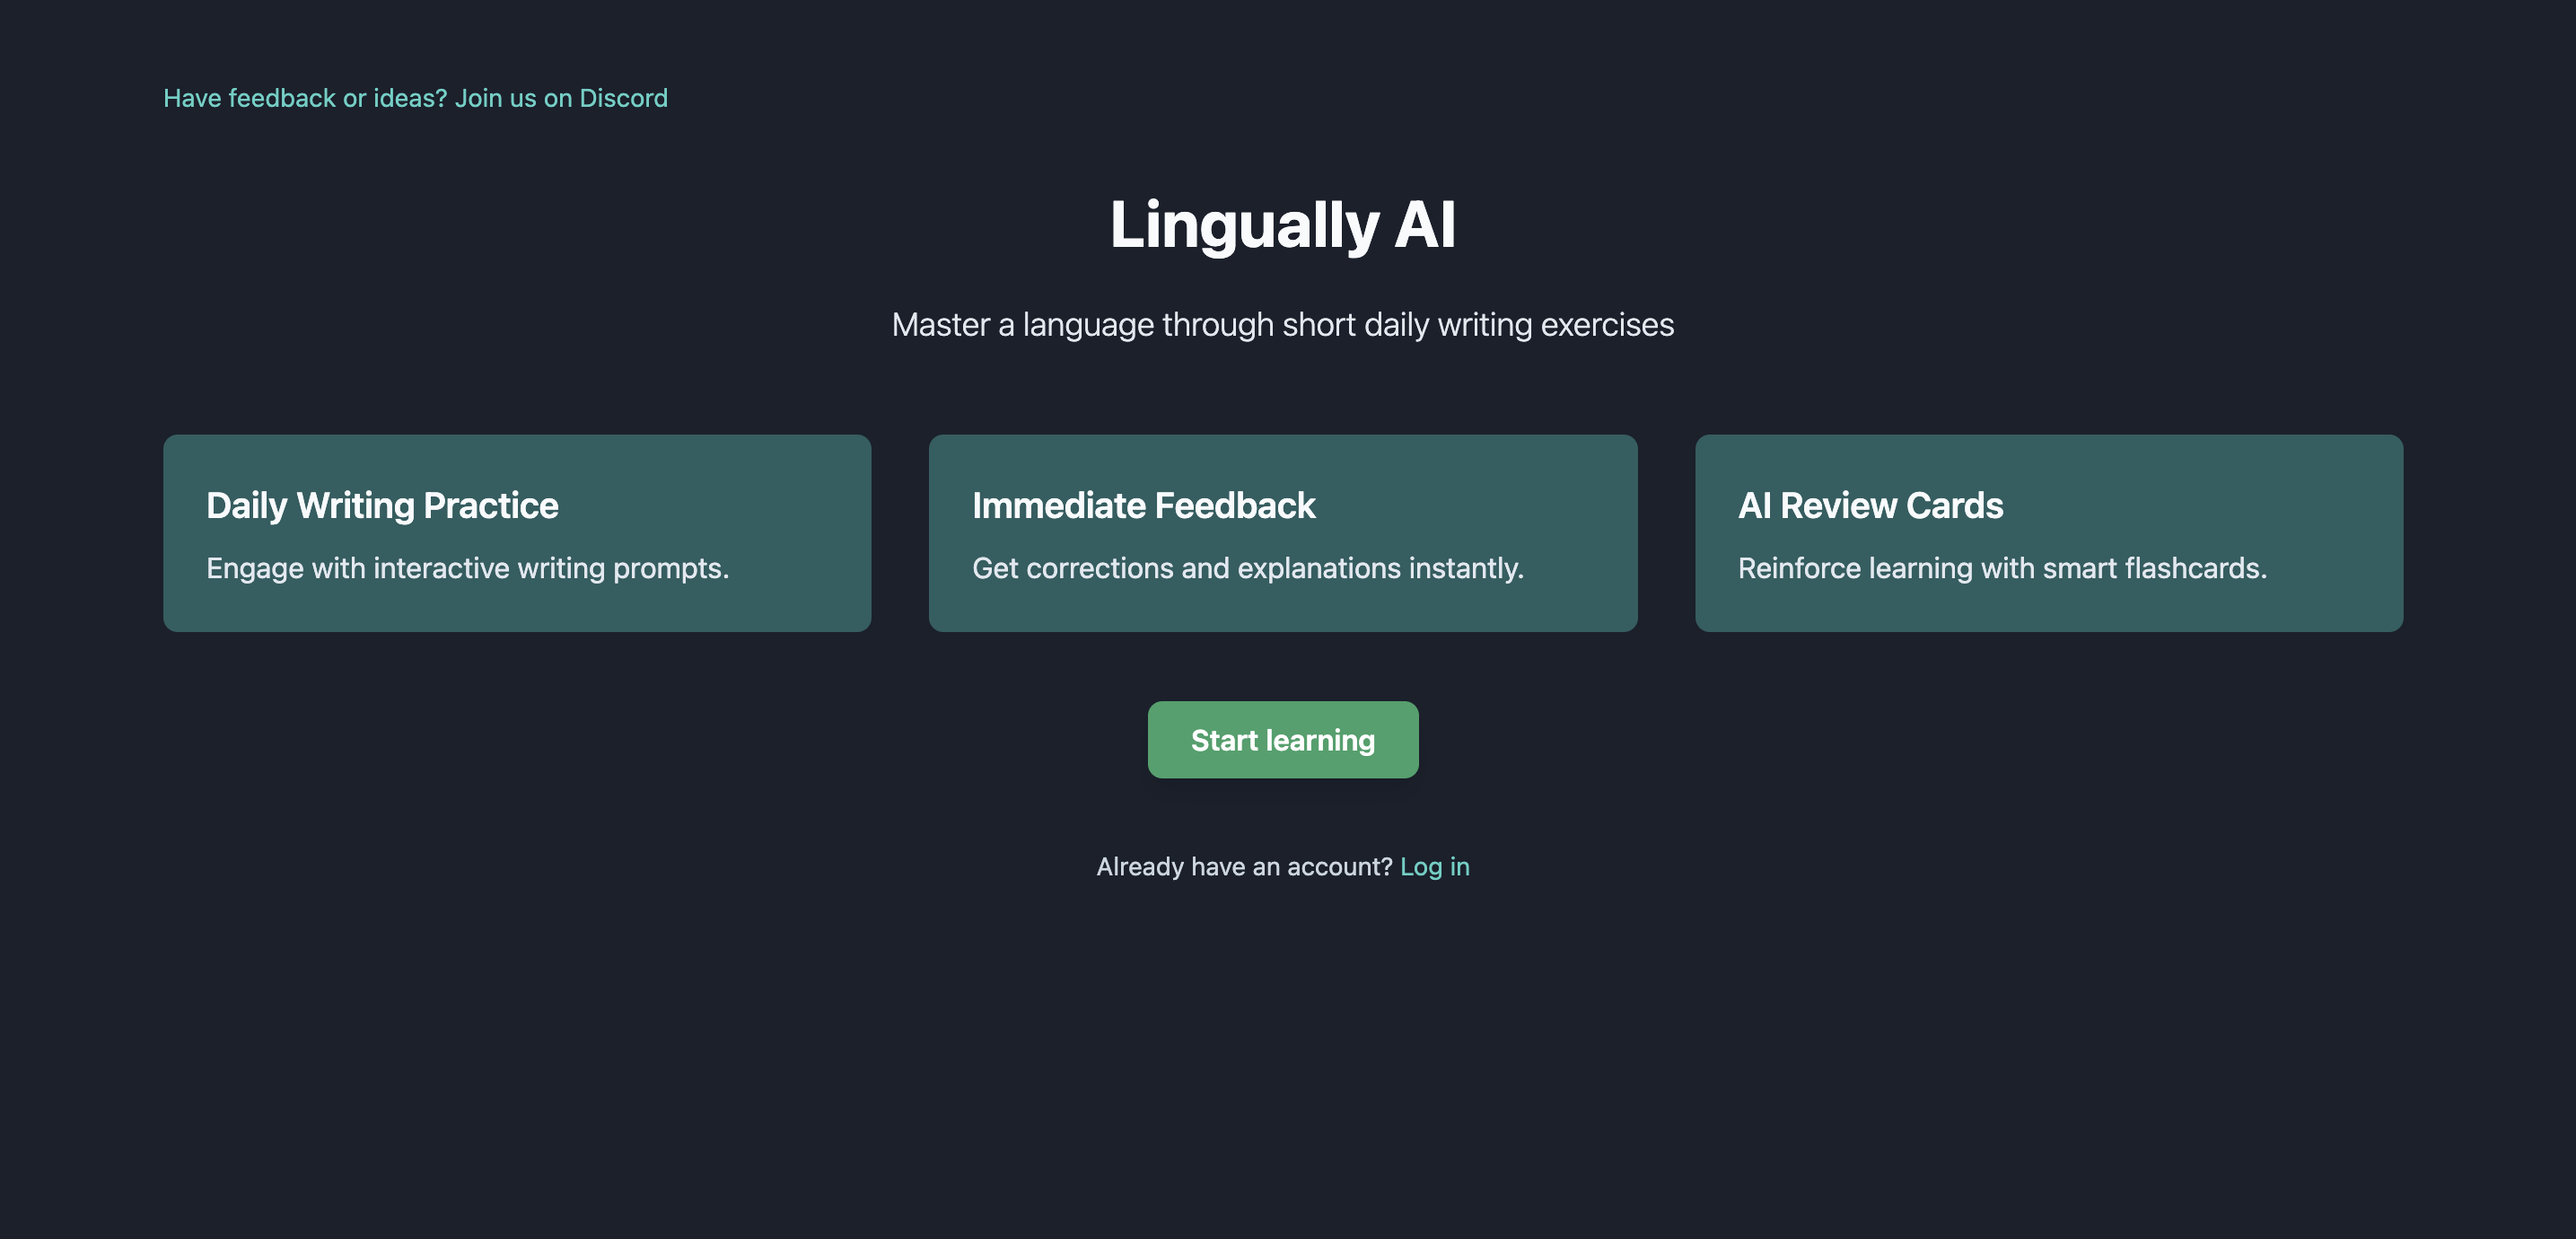 Have feedback or ideas? Join us on Discord
Lingually AI
Master a language through short daily writing exercises
Daily Writing Practice
Engage with interactive writing prompts.
Immediate Feedback
Get corrections and explanations instantly.
AI Review Cards
Reinforce learning with smart flashcards.
Start learning
Already have an account? Log in